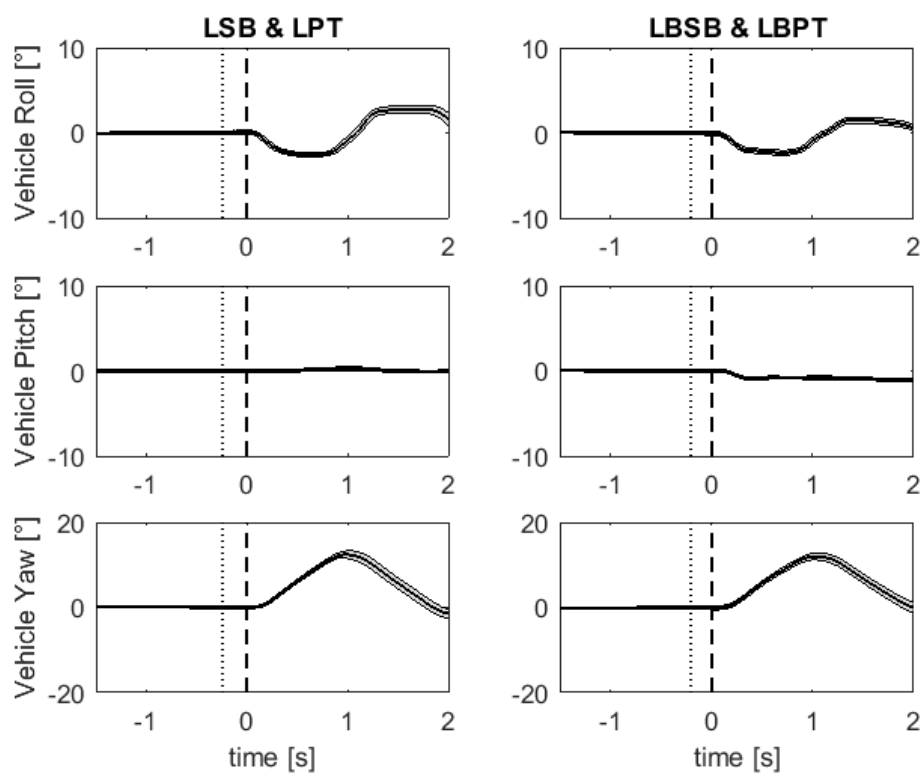 LSB & LPT
LBSB & LBPT
Vehicle Roll [°]
10
0
-10
-1 0 1 2
10
0
-10
-1 0 1 2
Vehicle Pitch [°]
10
0
-10
-1 0 1 2
10
0
-10
-1 0 1 2
Vehicle Yaw [°]
20
0
-20
-1 0 1 2
time [s]
20
0
-20
-1 0 1 2
time [s]